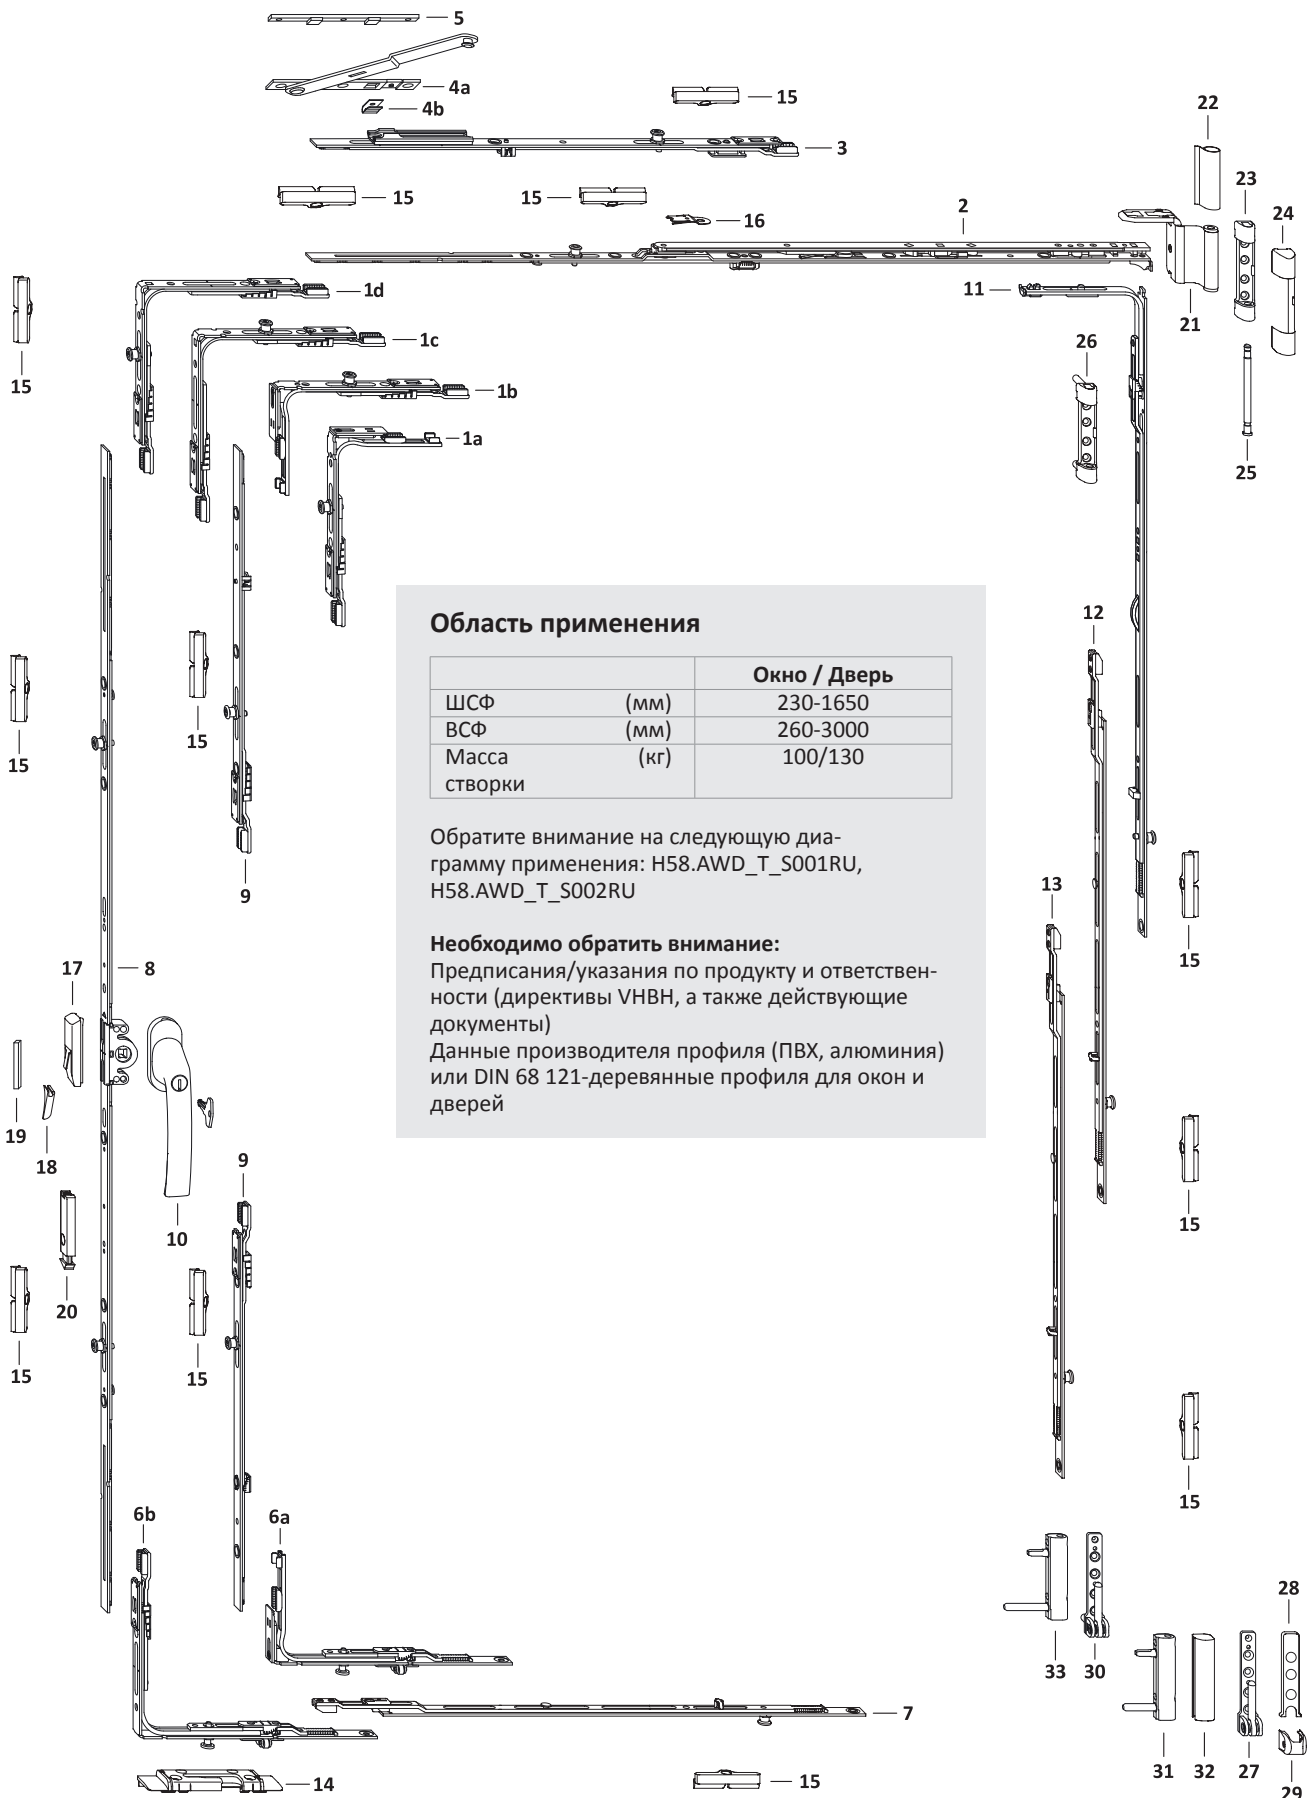 5
4a
4b
15
3
22
15
15
23
2
24
16
1d
11
21
15
1c
26
1b
1a
25
Область применения
Окно / Дверь
ШСФ (мм) 230-1650
ВСФ (мм) 260-3000
Масса (кг) 100/130
створки
12
15
15
Обратите внимание на следующую диа-
грамму применения: H58.AWD_T_S001RU,
H58.AWD_T_S002RU
9
13
Необходимо обратить внимание:
Предписания/указания по продукту и ответствен-
ности (директивы VHBH, а также действующие
документы)
Данные производителя профиля (ПВХ, алюминия)
или DIN 68 121-деревянные профиля для окон и
дверей
15
17
8
19
18
9
10
15
20
15
15
15
6b
6a
28
33
30
7
31
32
27
29
14
15